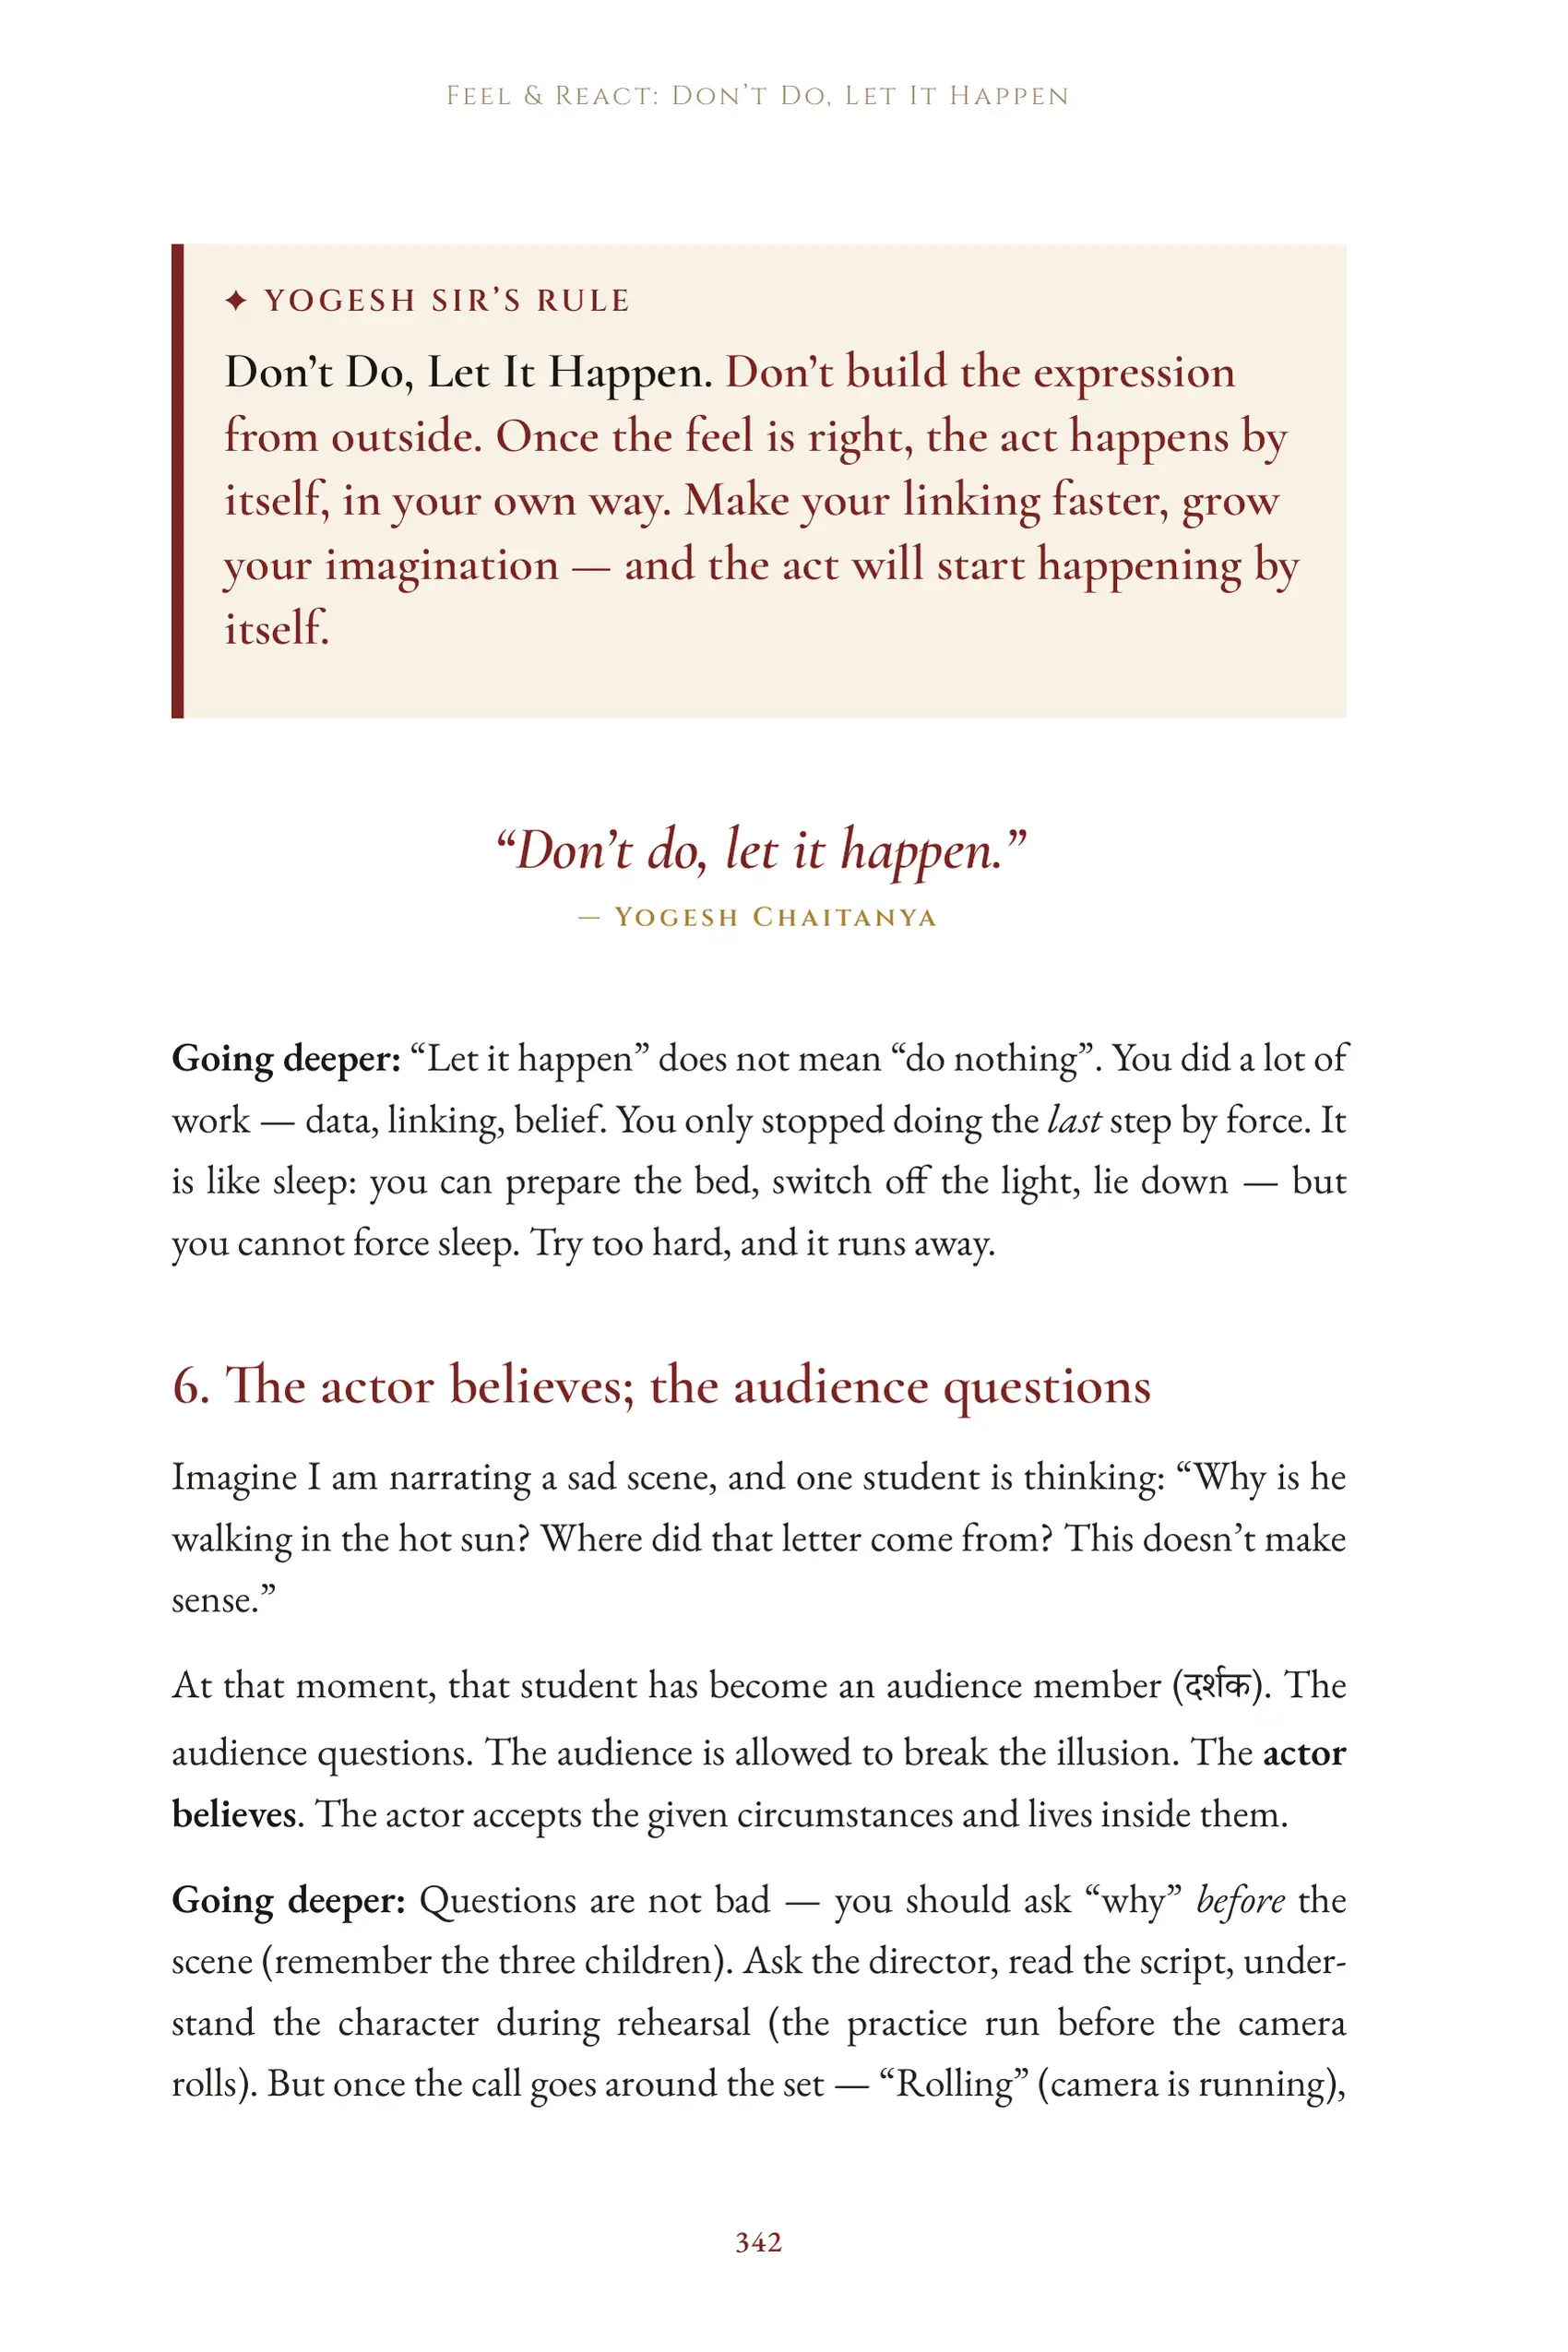 Feel & React: Don’t Do, Let It Happen
✦ YOGESH SIR’S RULE
Don’t Do, Let It Happen. Don’t build the expression
from outside. Once the feel is right, the act happens by
itself, in your own way. Make your linking faster, grow
your imagination — and the act will start happening by
itself.
“Don’t do, let it happen.”
— Yogesh Chaitanya
Going deeper: “Let it happen” does not mean “do nothing”. You did a lot of
work — data, linking, belief. You only stopped doing the last step by force. It
is like sleep: you can prepare the bed, switch off the light, lie down — but
you cannot force sleep. Try too hard, and it runs away.
6. The actor believes; the audience questions
Imagine I am narrating a sad scene, and one student is thinking: “Why is he
walking in the hot sun? Where did that letter come from? This doesn’t make
sense.”
At that moment, that student has become an audience member (दर्शक). The
audience questions. The audience is allowed to break the illusion. The actor
believes. The actor accepts the given circumstances and lives inside them.
Going deeper: Questions are not bad — you should ask “why” before the
scene (remember the three children). Ask the director, read the script, under-
stand the character during rehearsal (the practice run before the camera
rolls). But once the call goes around the set — “Rolling” (camera is running),
342